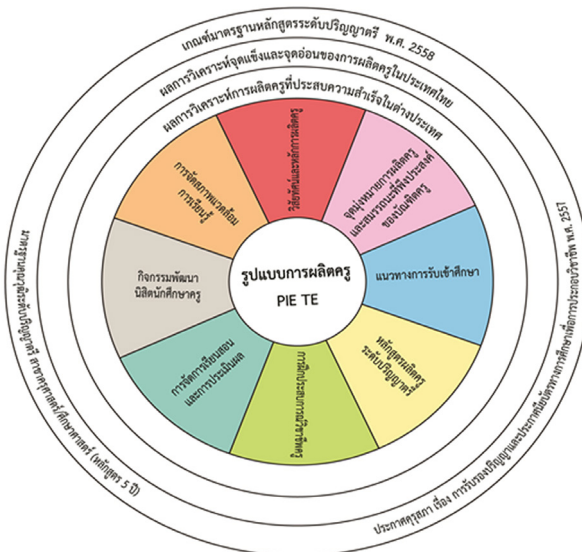 เกณฑ์มาตรฐานหลักสูตรระดับปริญญาตรี พ.ศ. 2558
ผลการวิเคราะห์จุดแข็งและจุดอ่อนของการผลิตครูในประเทศไทย
ผลการวิเคราะห์การผลิตครูที่ประสบความสำเร็จในต่างประเทศ
วิสัยทัศน์และหลักการผลิตครู
จุดมุ่งหมายการผลิตครู
และสมรรถนะที่พึงประสงค์
ของบัณฑิตครู
แนวทางการรับเข้าศึกษา
หลักสูตรผลิตครู
ระดับปริญญาตรี
การฝึกประสบการณ์วิชาชีพครู
การจัดการเรียนสอน
และการประเมินผล
กิจกรรมพัฒนา
นิสิตนักศึกษาครู
การจัดสภาพแวดล้อม
การเรียนรู้
รูปแบบการผลิตครู
PIE TE
ประกาศคุรุสภา เรื่อง การรับรองปริญญาและประกาศนียบัตรทางการศึกษาเพื่อการประกอบวิชาชีพ พ.ศ. 2557
มาตรฐานคุณวุฒิระดับปริญญาตรี สาขาครุศาสตร์/ศึกษาศาสตร์ (หลักสูตร 5 ปี)